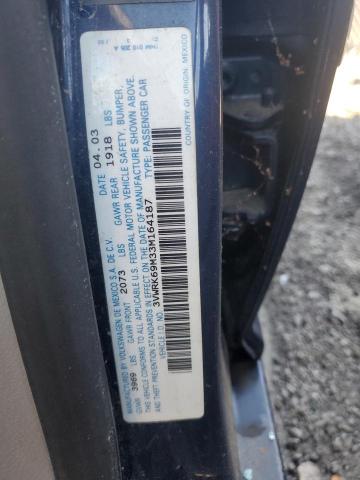 MANUFACTURED BY VOLKSWAGEN DE MEXICO S.A. DE C.V. DATE 04.03
GVWR 3969 LBS GAWR FRONT 2073 LBS GAWR REAR 1918 LBS
THIS VEHICLE CONFORMS TO ALL APPLICABLE U.S. FEDERAL MOTOR VEHICLE SAFETY, BUMPER,
AND THEFT PREVENTION STANDARDS IN EFFECT ON THE DATE OF MANUFACTURE SHOWN ABOVE.
VEHICLE I.D. NO.: TYPE: PASSENGER CAR
3VWRK69M33M164187
COUNTRY OF ORIGIN: MEXICO